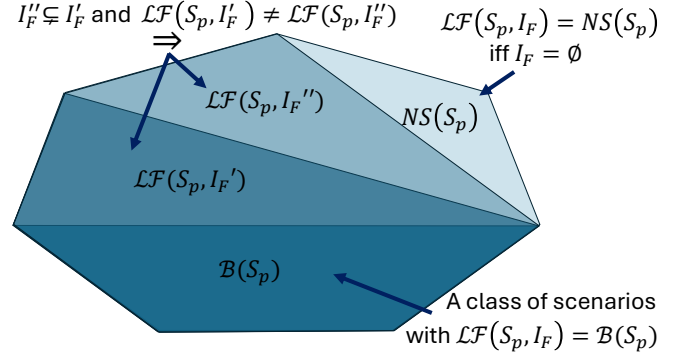 I_F'' ⊊ I_F' and ℒℱ(S_p, I_F') ≠ ℒℱ(S_p, I_F'')
⇒
ℒℱ(S_p, I_F) = NS(S_p)
iff I_F = ∅
ℒℱ(S_p, I_F'')
NS(S_p)
ℒℱ(S_p, I_F')
ℬ(S_p)
A class of scenarios
with ℒℱ(S_p, I_F) = ℬ(S_p)